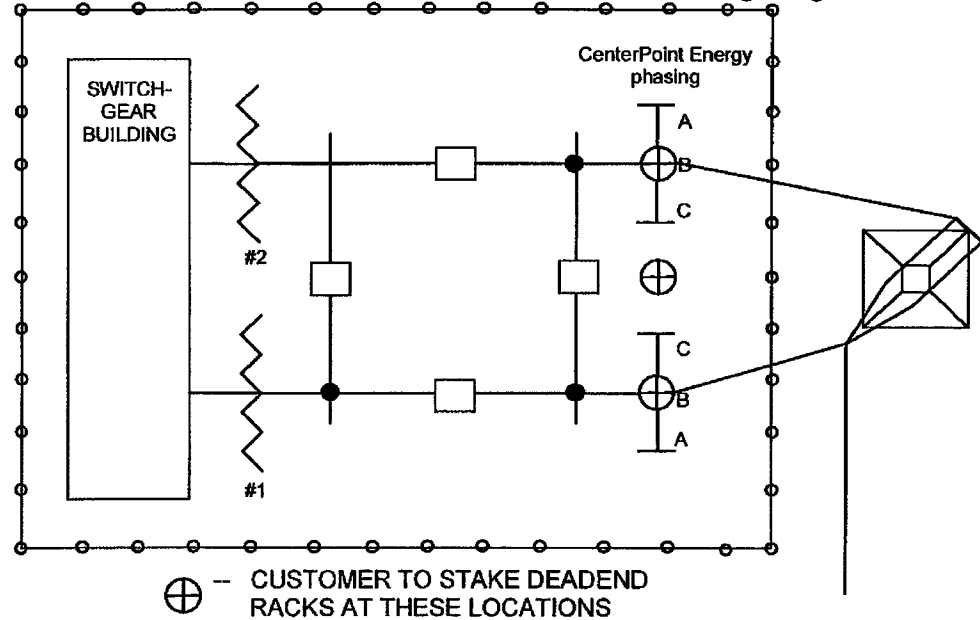 CenterPoint Energy
phasing
SWITCH-
GEAR
BUILDING
A
B
C
#2
C
B
A
#1
-- CUSTOMER TO STAKE DEADEND
RACKS AT THESE LOCATIONS